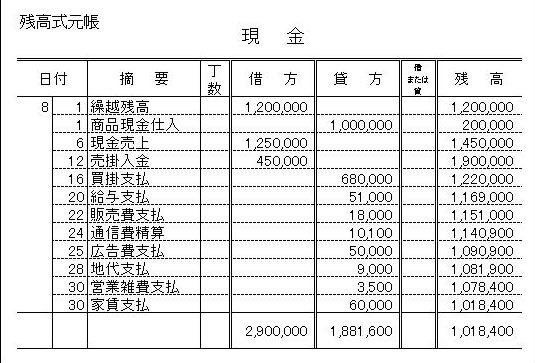 残高式元帳
現 金
日付 摘 要 丁数 借 方 貸 方 借または貸 残 高
8 1 繰越残高 1,200,000 1,200,000
1 商品現金仕入 1,000,000 200,000
6 現金売上 1,250,000 1,450,000
12 売掛入金 450,000 1,900,000
16 買掛支払 680,000 1,220,000
20 給与支払 51,000 1,169,000
22 販売費支払 18,000 1,151,000
24 通信費精算 10,100 1,140,900
25 広告費支払 50,000 1,090,900
28 地代支払 9,000 1,081,900
30 営業雑費支払 3,500 1,078,400
30 家賃支払 60,000 1,018,400
2,900,000 1,881,600 1,018,400